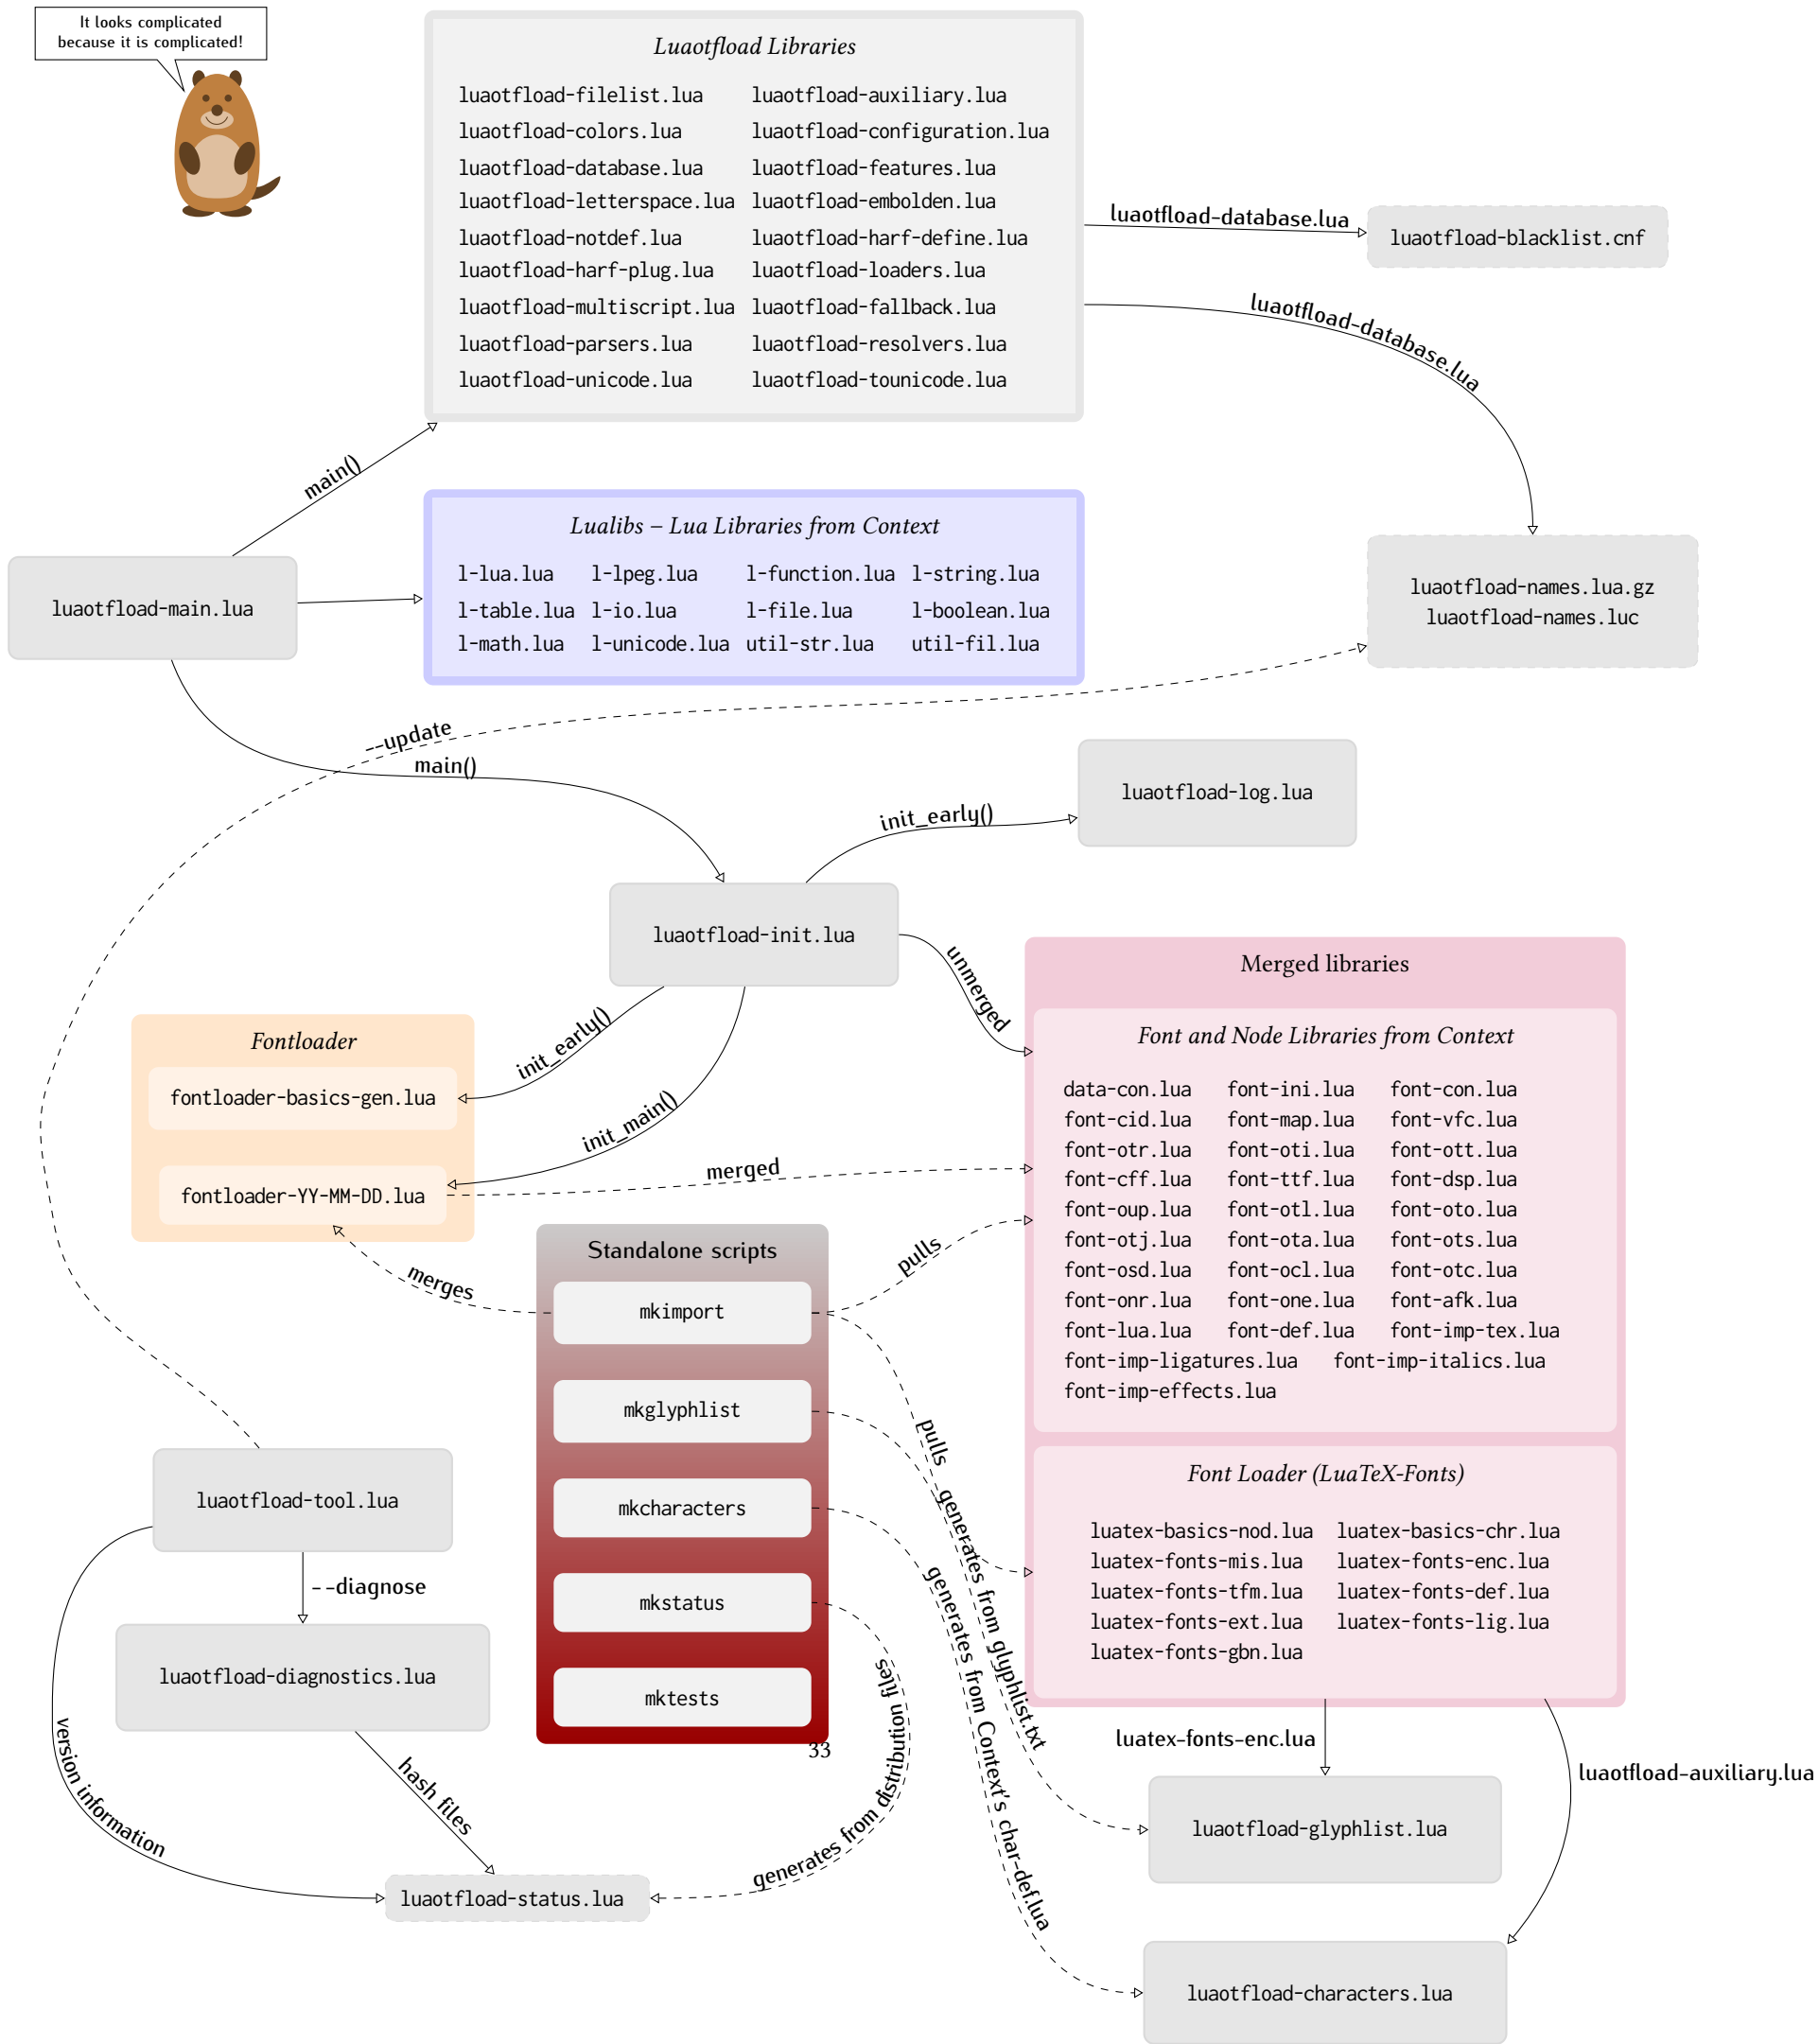 It looks complicated
because it is complicated!
Luaotfload Libraries
luaotfload-filelist.lua luaotfload-auxiliary.lua
luaotfload-colors.lua luaotfload-configuration.lua
luaotfload-database.lua luaotfload-features.lua
luaotfload-letterspace.lua luaotfload-embolden.lua
luaotfload-notdef.lua luaotfload-harf-define.lua
luaotfload-harf-plug.lua luaotfload-loaders.lua
luaotfload-multiscript.lua luaotfload-fallback.lua
luaotfload-parsers.lua luaotfload-resolvers.lua
luaotfload-unicode.lua luaotfload-tounicode.lua
luaotfload-database.lua
luaotfload-blacklist.cnf
luaotfload-database.lua
main()
Lualibs – Lua Libraries from Context
l-lua.lua l-lpeg.lua l-function.lua l-string.lua
l-table.lua l-io.lua l-file.lua l-boolean.lua
l-math.lua l-unicode.lua util-str.lua util-fil.lua
luaotfload-main.lua
luaotfload-names.lua.gz
luaotfload-names.luc
--update
main()
luaotfload-log.lua
init_early()
luaotfload-init.lua
unmerged
Merged libraries
Font and Node Libraries from Context
data-con.lua font-ini.lua font-con.lua
font-cid.lua font-map.lua font-vfc.lua
font-otr.lua font-oti.lua font-ott.lua
font-cff.lua font-ttf.lua font-dsp.lua
font-oup.lua font-otl.lua font-oto.lua
font-otj.lua font-ota.lua font-ots.lua
font-osd.lua font-ocl.lua font-otc.lua
font-onr.lua font-one.lua font-afk.lua
font-lua.lua font-def.lua font-imp-tex.lua
font-imp-ligatures.lua font-imp-italics.lua
font-imp-effects.lua
Font Loader (LuaTeX-Fonts)
luatex-basics-nod.lua luatex-basics-chr.lua
luatex-fonts-mis.lua luatex-fonts-enc.lua
luatex-fonts-tfm.lua luatex-fonts-def.lua
luatex-fonts-ext.lua luatex-fonts-lig.lua
luatex-fonts-gbn.lua
Fontloader
fontloader-basics-gen.lua
fontloader-YY-MM-DD.lua
init_early()
init_main()
merged
merges
pulls
Standalone scripts
mkimport
mkglyphlist
mkcharacters
mkstatus
mktests
pulls
generates from glyphlist.txt
generates from Context's char-def.lua
generates from distribution files
luaotfload-tool.lua
--diagnose
luaotfload-diagnostics.lua
version information
hash files
luaotfload-status.lua
33
luatex-fonts-enc.lua
luaotfload-auxiliary.lua
luaotfload-glyphlist.lua
luaotfload-characters.lua